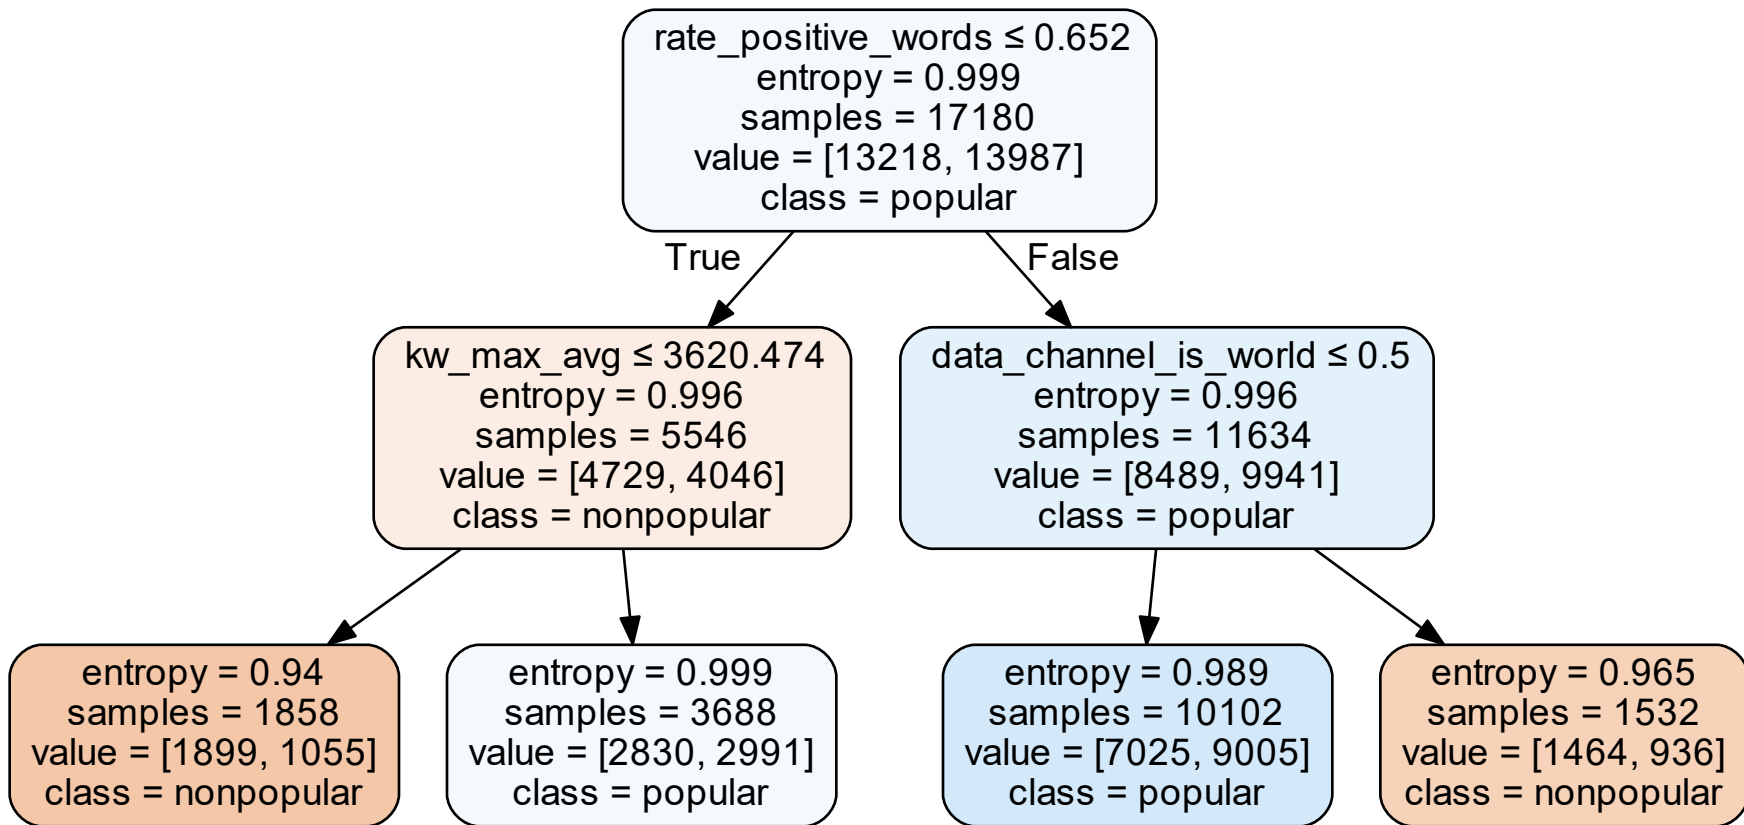 rate_positive_words ≤ 0.652
entropy = 0.999
samples = 17180
value = [13218, 13987]
class = popular
True
False
kw_max_avg ≤ 3620.474
entropy = 0.996
samples = 5546
value = [4729, 4046]
class = nonpopular
data_channel_is_world ≤ 0.5
entropy = 0.996
samples = 11634
value = [8489, 9941]
class = popular
entropy = 0.94
samples = 1858
value = [1899, 1055]
class = nonpopular
entropy = 0.999
samples = 3688
value = [2830, 2991]
class = popular
entropy = 0.989
samples = 10102
value = [7025, 9005]
class = popular
entropy = 0.965
samples = 1532
value = [1464, 936]
class = nonpopular